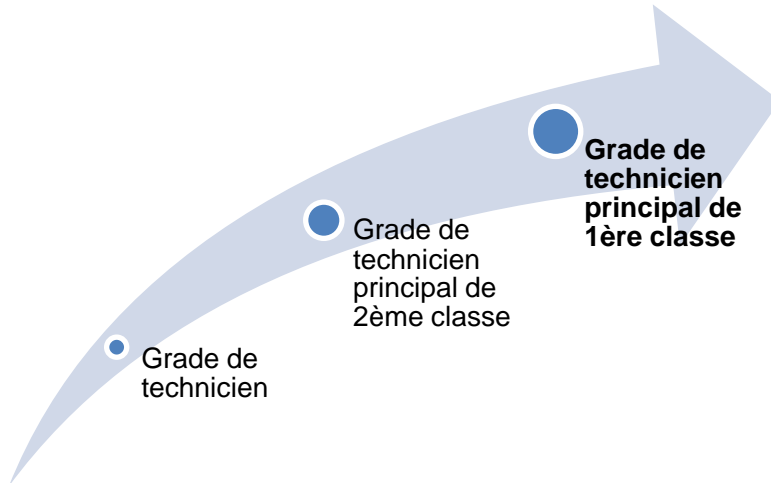 Grade de
technicien
principal de
1ère classe
Grade de
technicien
principal de
2ème classe
Grade de
technicien